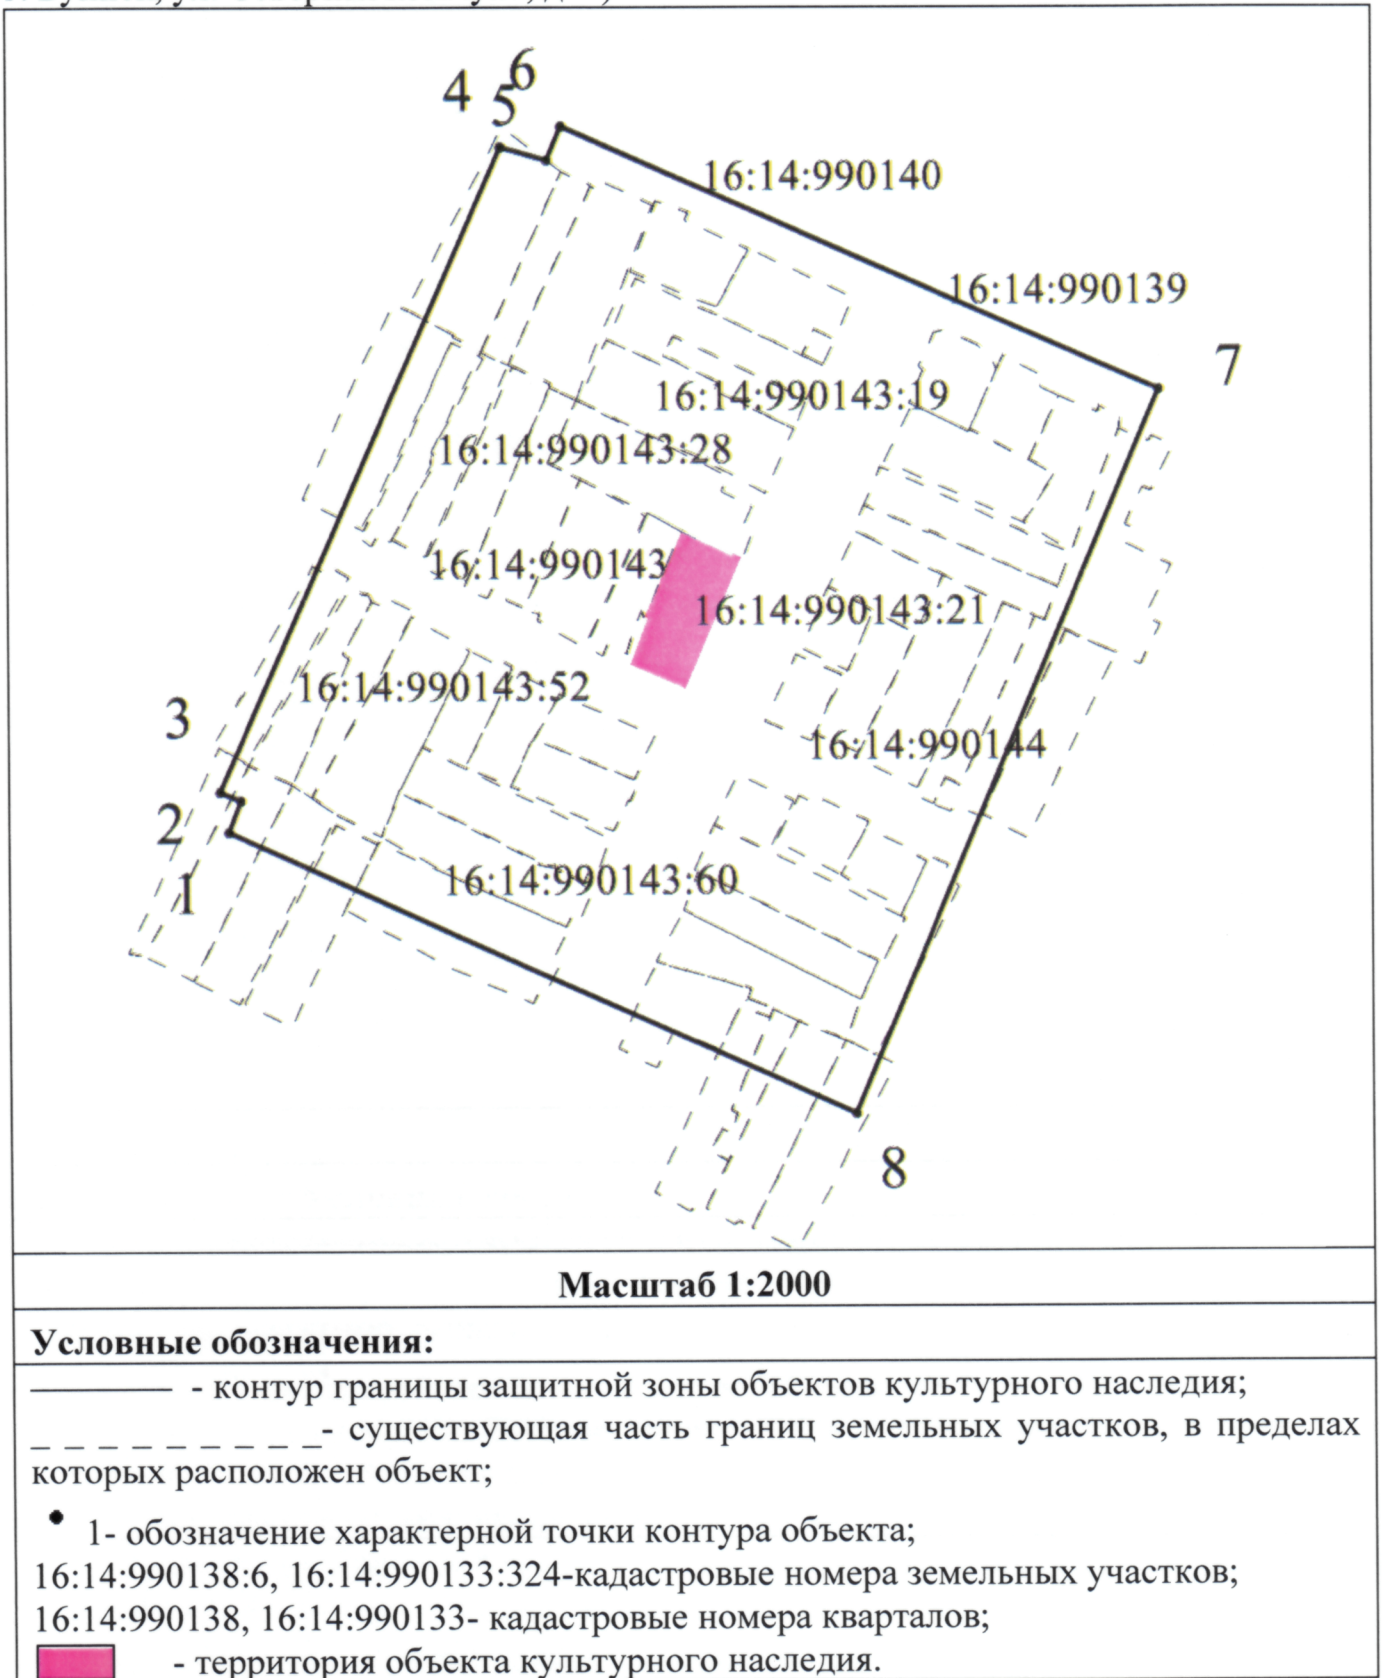 6
4 5
16:14:990140
16:14:990139
7
16:14:990143:19
16:14:990143:28
16:14:990143
16:14:990143:21
16:14:990143:52
3
16:14:990144
2
16:14:990143:60
1
8
Масштаб 1:2000
Условные обозначения:
- контур границы защитной зоны объектов культурного наследия;
- существующая часть границ земельных участков, в пределах
которых расположен объект;
1- обозначение характерной точки контура объекта;
16:14:990138:6, 16:14:990133:324-кадастровые номера земельных участков;
16:14:990138, 16:14:990133- кадастровые номера кварталов;
- территория объекта культурного наследия.